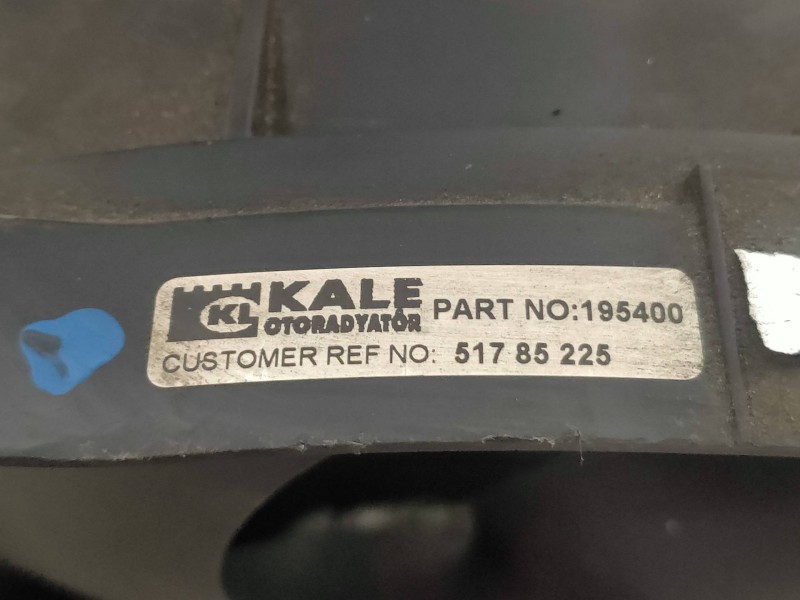 KL KALE
OTORADYATÖR
PART NO:195400
CUSTOMER REF NO: 517 85 225